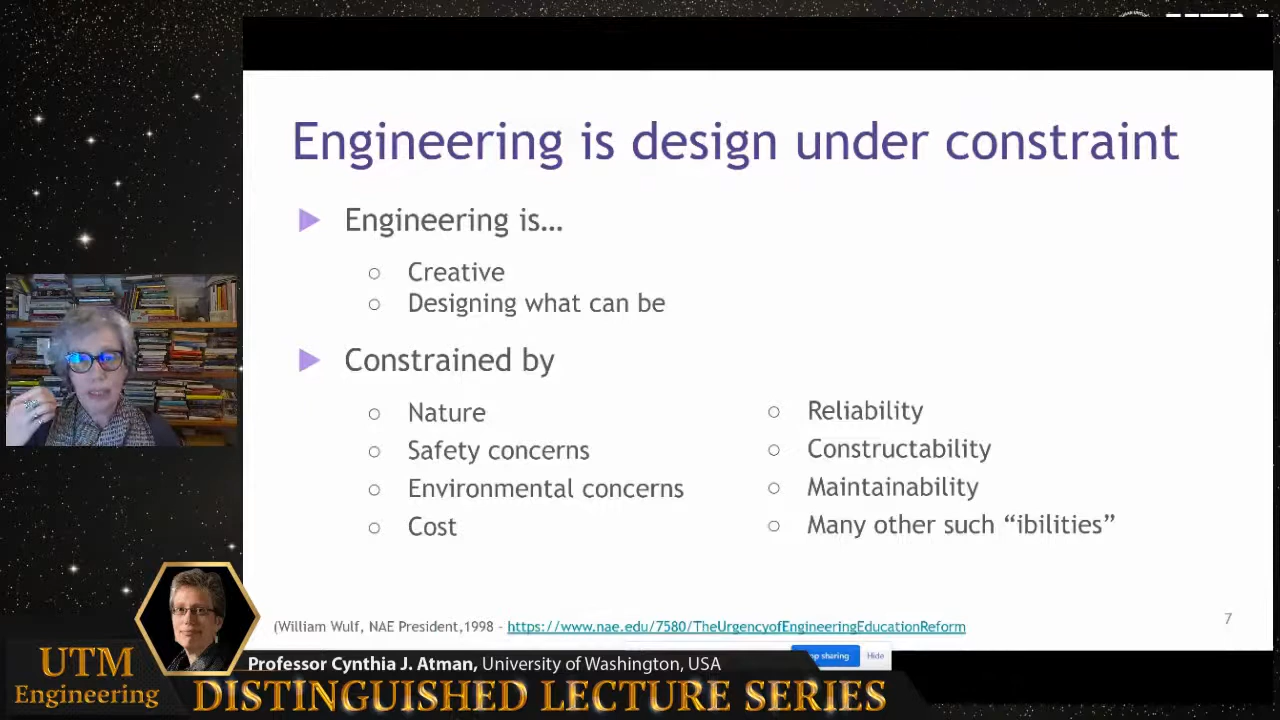 Engineering is design under constraint
Engineering is…
Creative
Designing what can be
Constrained by
Nature
Safety concerns
Environmental concerns
Cost
Reliability
Constructability
Maintainability
Many other such “ibilities”
(William Wulf, NAE President,1998 - https://www.nae.edu/7580/TheUrgencyofEngineeringEducationReform
7
sharing Hide
Professor Cynthia J. Atman, University of Washington, USA
UTM
Engineering
DISTINGUISHED LECTURE SERIES